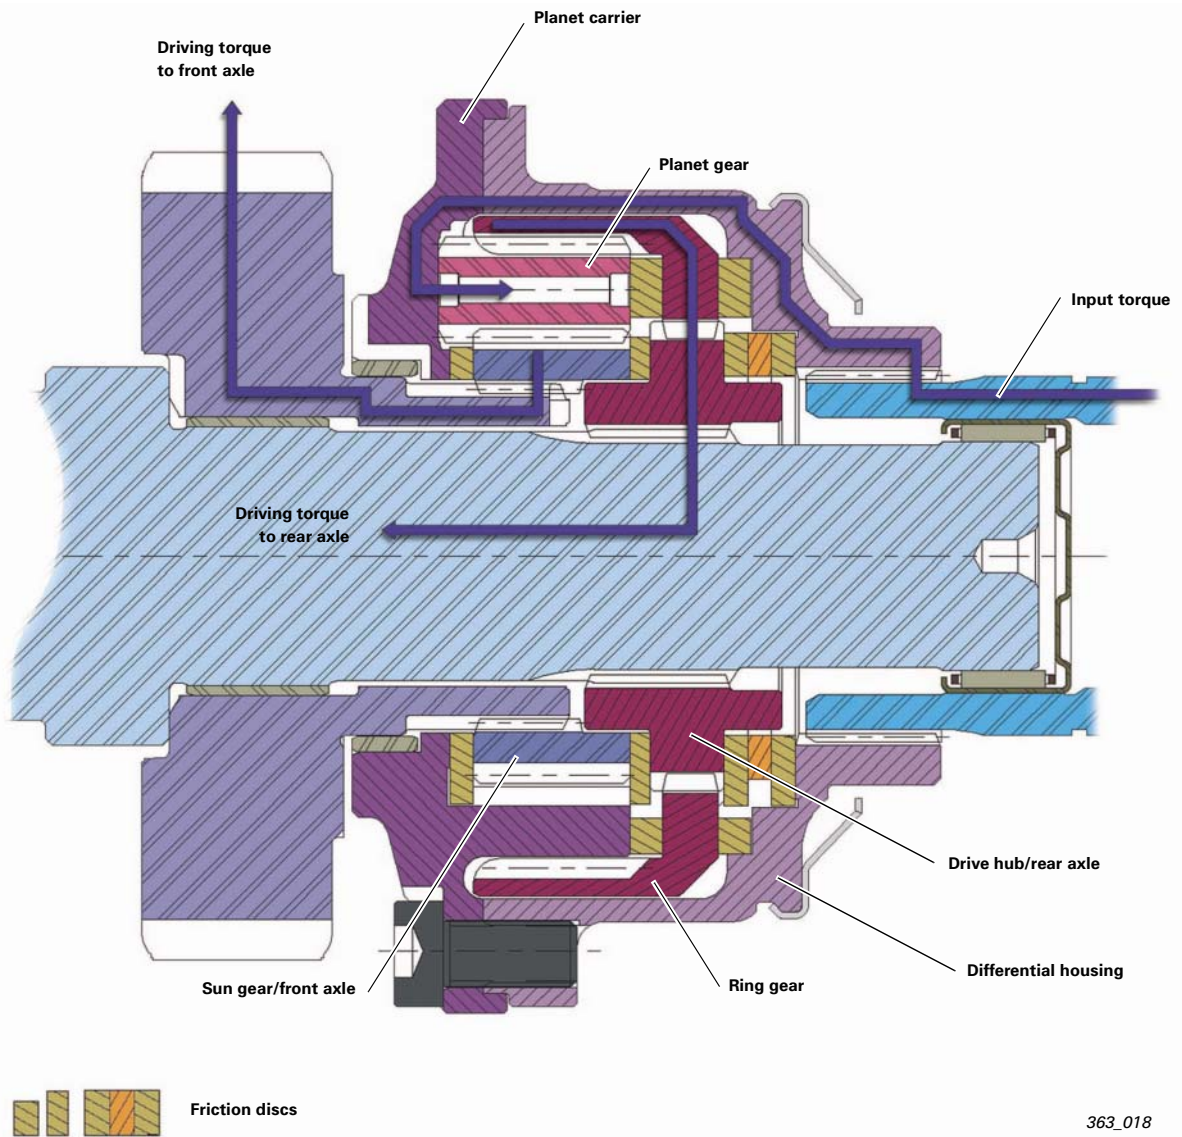 Planet carrier
Driving torque
to front axle
Planet gear
Input torque
Driving torque
to rear axle
Drive hub/rear axle
Differential housing
Sun gear/front axle
Ring gear
Friction discs
363_018